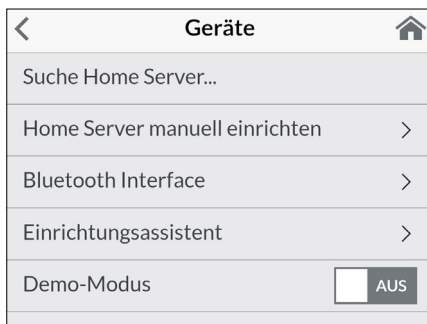 Geräte
Suche Home Server...
Home Server manuell einrichten
Bluetooth Interface
Einrichtungsassistent
Demo-Modus AUS